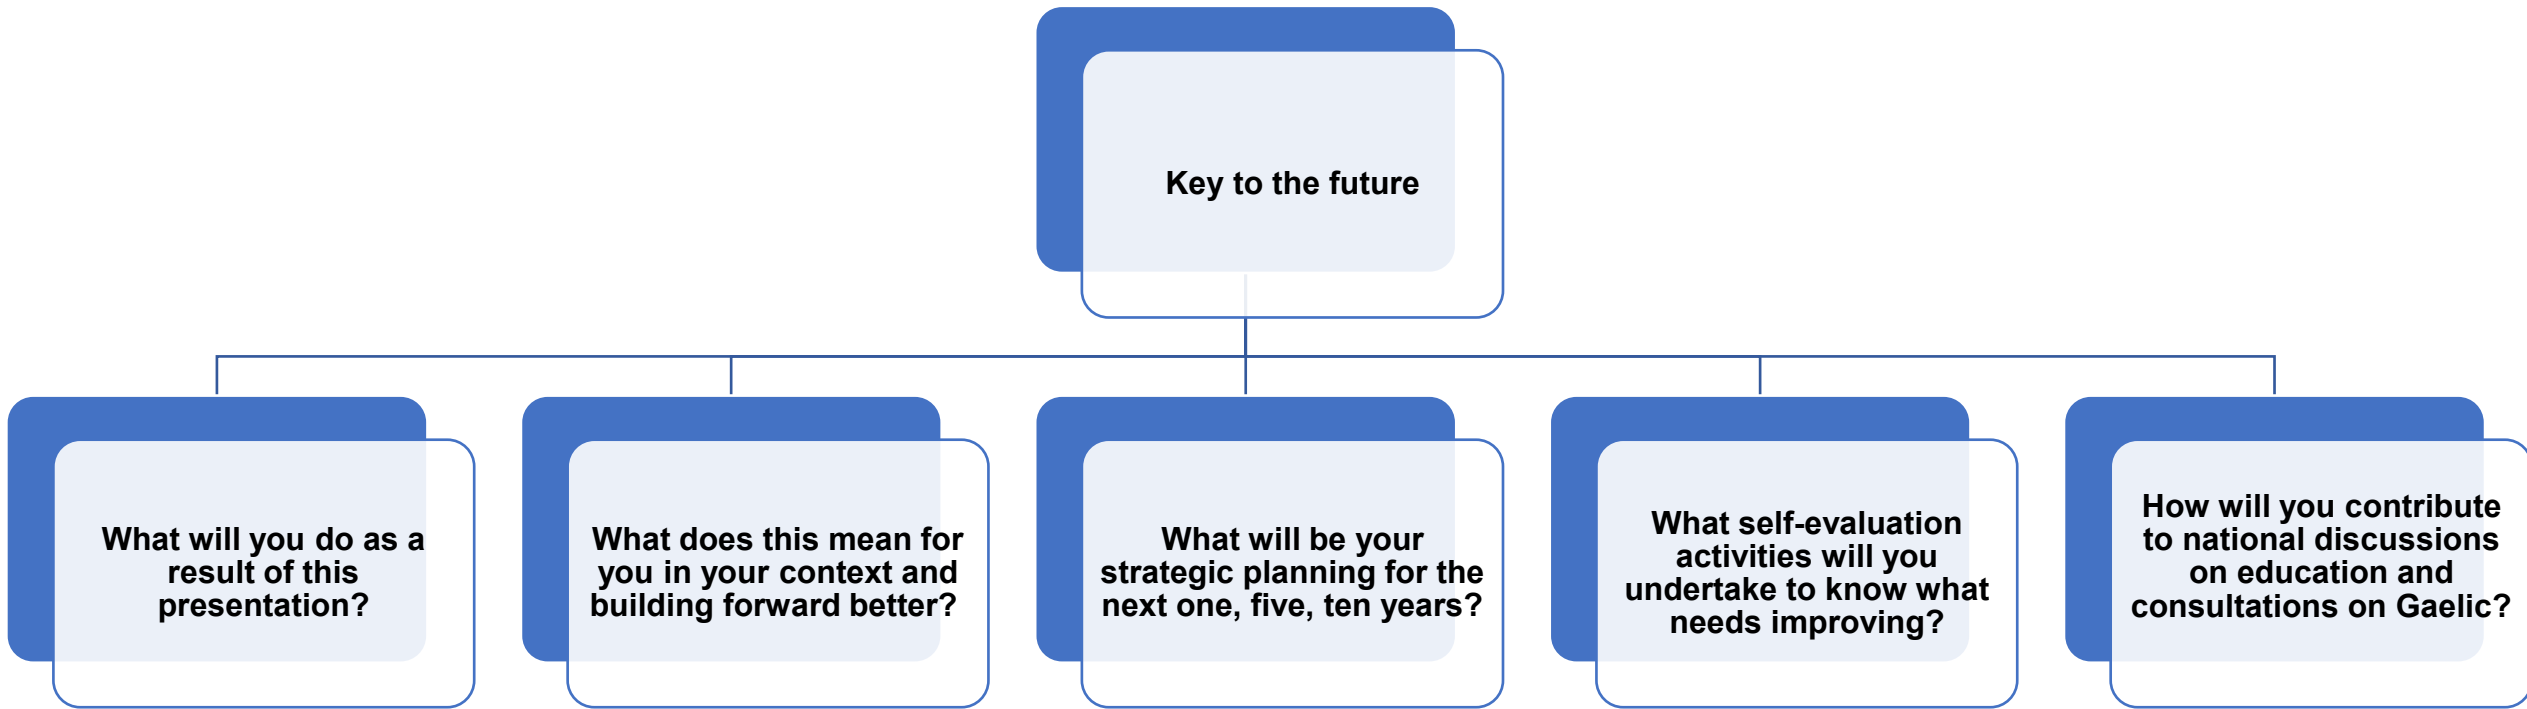 Key to the future
What will you do as a
result of this
presentation?
What does this mean for
you in your context and
building forward better?
What will be your
strategic planning for the
next one, five, ten years?
What self-evaluation
activities will you
undertake to know what
needs improving?
How will you contribute
to national discussions
on education and
consultations on Gaelic?